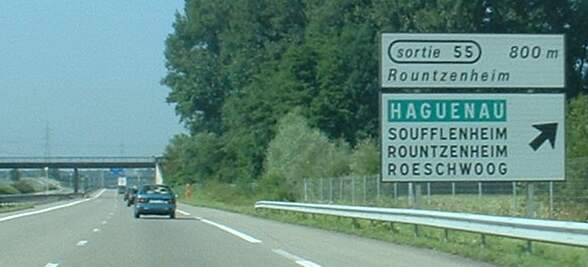 sortie 55 800 m
Rountzenheim
HAGUENAU
SOUFFLENHEIM
ROUNTZENHEIM
ROESCHWOOG